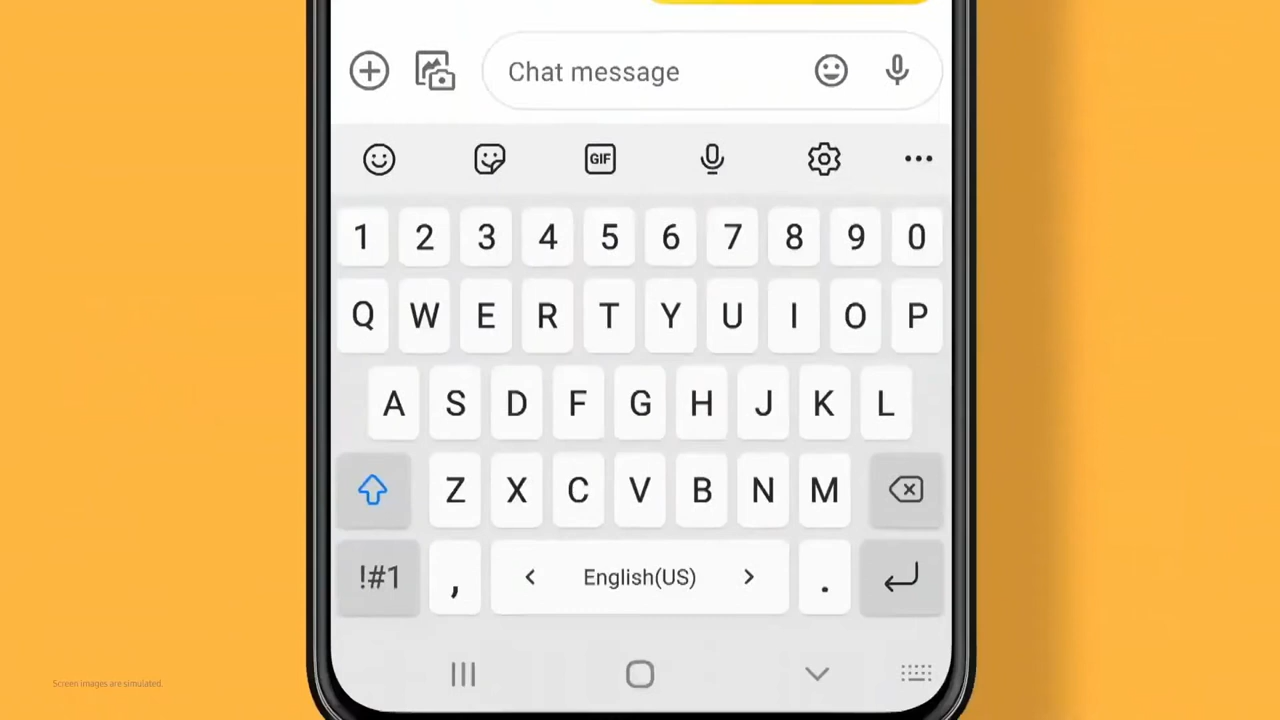 Chat message
GIF
1 2 3 4 5 6 7 8 9 0
Q W E R T Y U I O P
A S D F G H J K L
Z X C V B N M
!#1 , < English(US) > .
Screen images are simulated.